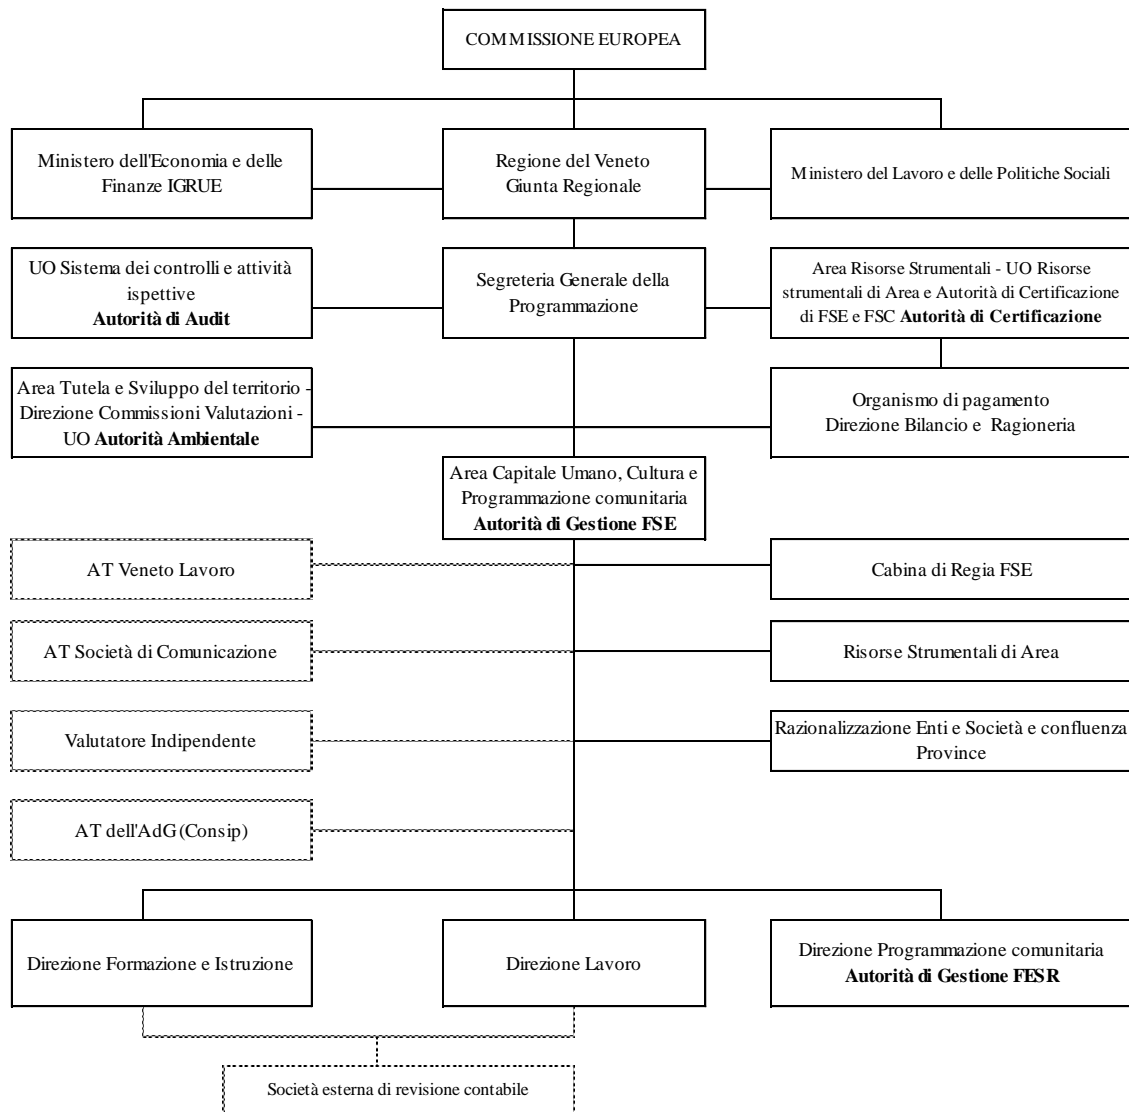 COMMISSIONE EUROPEA
Ministero dell'Economia e delle
Finanze IGRUE
Regione del Veneto
Giunta Regionale
Ministero del Lavoro e delle Politiche Sociali
UO Sistema dei controlli e attività
ispettive
Autorità di Audit
Segreteria Generale della
Programmazione
Area Risorse Strumentali - UO Risorse
strumentali di Area e Autorità di Certificazione
di FSE e FSC Autorità di Certificazione
Area Tutela e Sviluppo del territorio -
Direzione Commissioni Valutazioni -
UO Autorità Ambientale
Organismo di pagamento
Direzione Bilancio e Ragioneria
Area Capitale Umano, Cultura e
Programmazione comunitaria
Autorità di Gestione FSE
AT Veneto Lavoro
Cabina di Regia FSE
AT Società di Comunicazione
Risorse Strumentali di Area
Valutatore Indipendente
Razionalizzazione Enti e Società e confluenza
Province
AT dell'AdG (Consip)
Direzione Formazione e Istruzione
Direzione Lavoro
Direzione Programmazione comunitaria
Autorità di Gestione FESR
Società esterna di revisione contabile